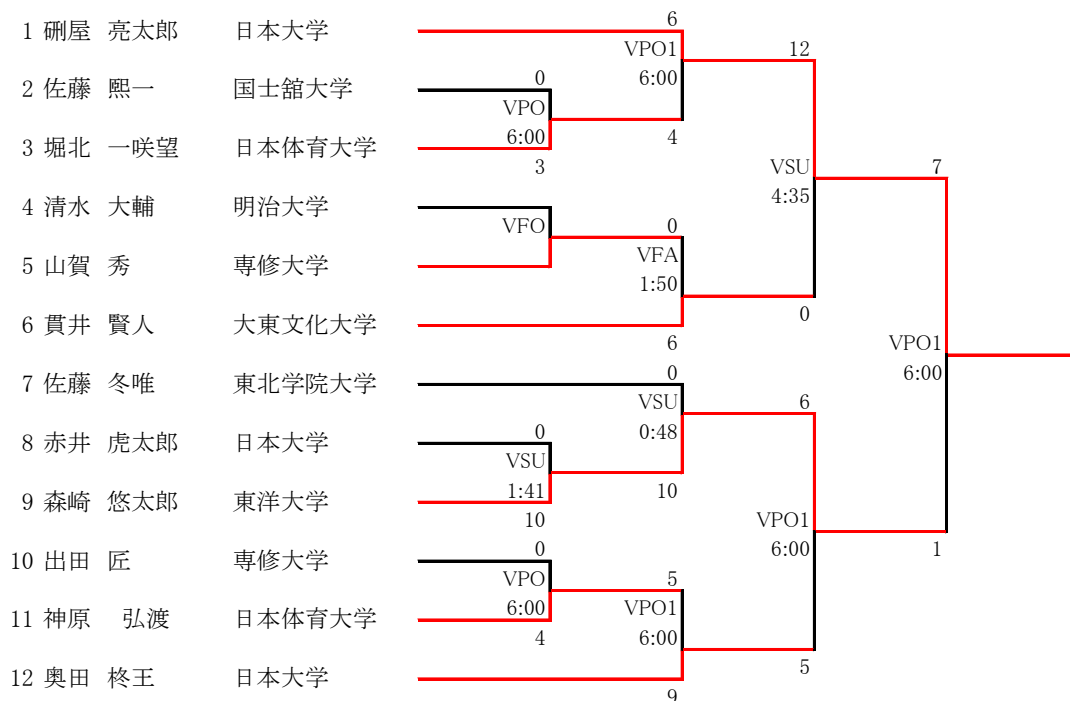 6
1 硎屋 亮太郎 日本大学
VPO1 12
0 6:00
2 佐藤 熙一 国士舘大学
VPO
6:00 4
3 堀北 一咲望 日本体育大学
3 VSU 7
4:35
4 清水 大輔 明治大学
VFO 0
VFA
5 山賀 秀 専修大学
1:50
0
6 貫井 賢人 大東文化大学
6 VPO1
0 6:00
7 佐藤 冬唯 東北学院大学
VSU 6
0 0:48
8 赤井 虎太郎 日本大学
VSU
1:41 10
9 森崎 悠太郎 東洋大学
10 VPO1
0 6:00 1
10 出田 匠 専修大学
VPO 5
6:00 VPO1
11 神原 弘渡 日本体育大学
4 6:00
5
12 奥田 柊王 日本大学
9